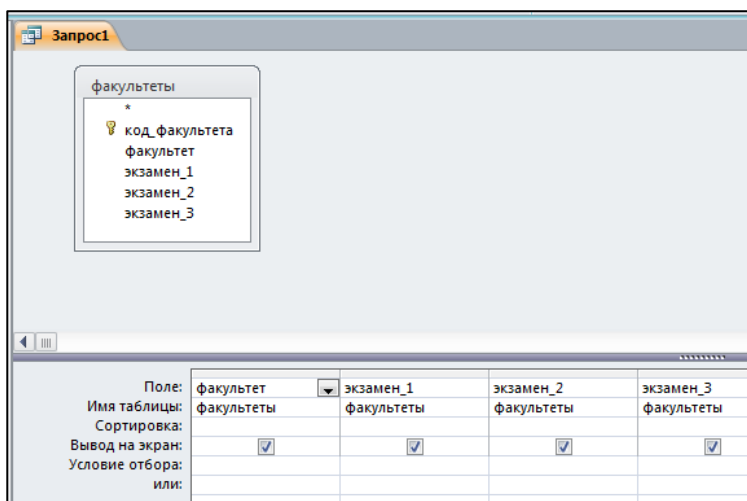 Запрос1
факультеты
*
код_факультета
факультет
экзамен_1
экзамен_2
экзамен_3
Поле: факультет экзамен_1 экзамен_2 экзамен_3
Имя таблицы: факультеты факультеты факультеты факультеты
Сортировка:
Вывод на экран:
Условие отбора:
или: